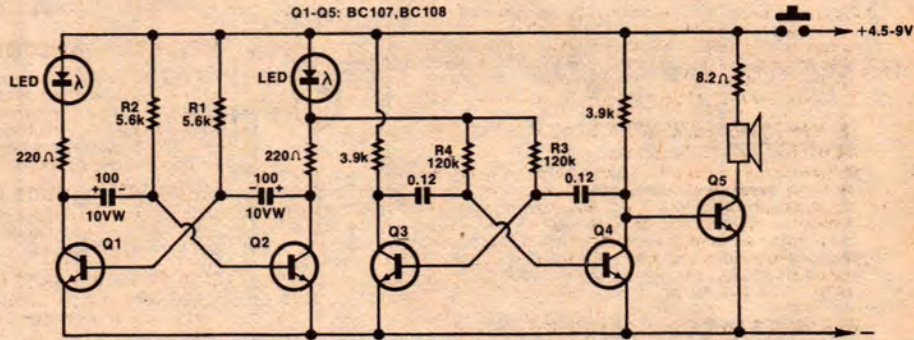 Q1-Q5: BC107,BC108
+4.5-9V
LED λ
LED λ
8.2Ω
R2
5.6k
R1
5.6k
3.9k
220Ω
220Ω
3.9k
R4
120k
R3
120k
+ 100 -
10VW
- 100 +
10VW
0.12
0.12
Q5
Q1
Q2
Q3
Q4
−